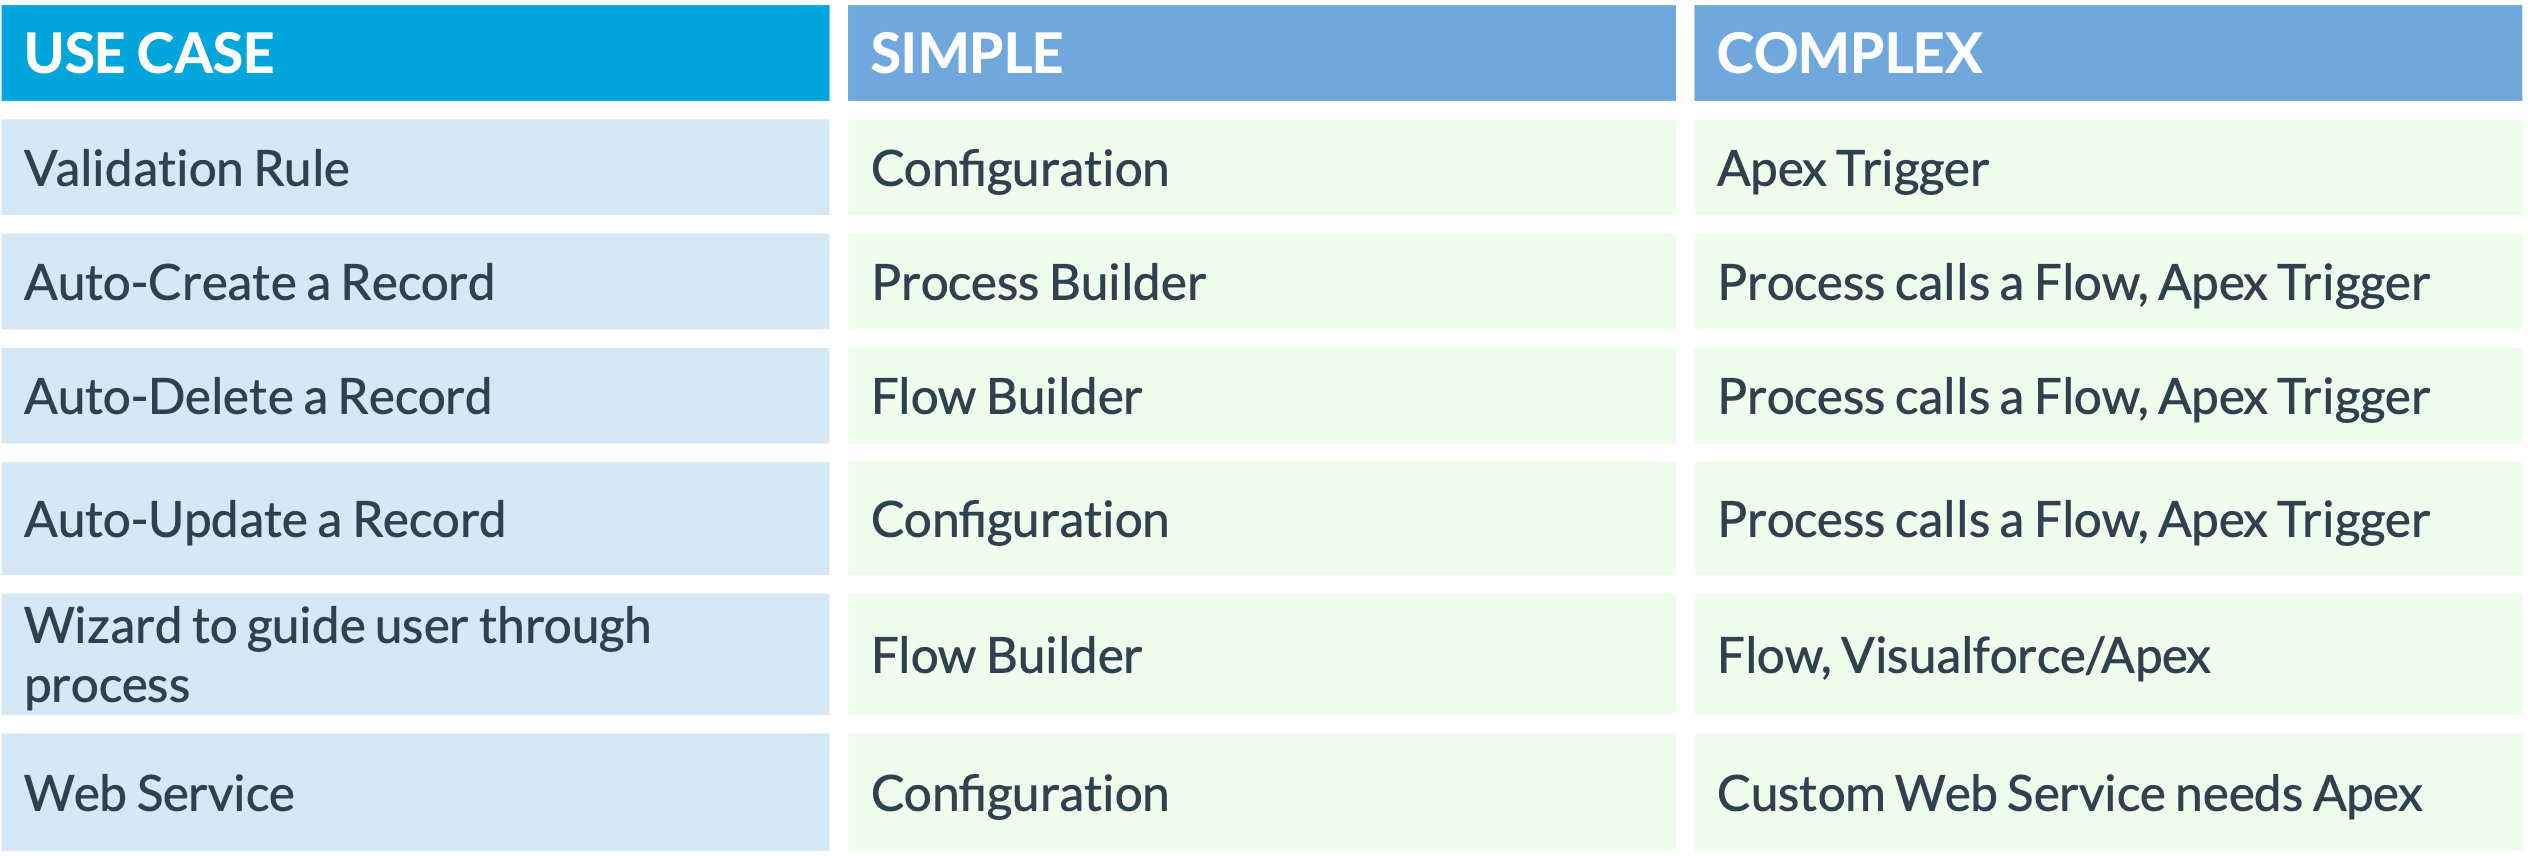 USE CASE SIMPLE COMPLEX
Validation Rule Configuration Apex Trigger
Auto-Create a Record Process Builder Process calls a Flow, Apex Trigger
Auto-Delete a Record Flow Builder Process calls a Flow, Apex Trigger
Auto-Update a Record Configuration Process calls a Flow, Apex Trigger
Wizard to guide user through
process Flow Builder Flow, Visualforce/Apex
Web Service Configuration Custom Web Service needs Apex